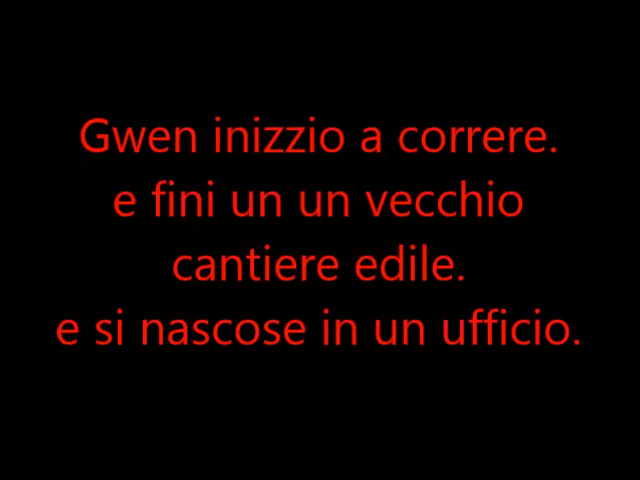 Gwen inizzio a correre.
e fini un un vecchio
cantiere edile.
e si nascose in un ufficio.